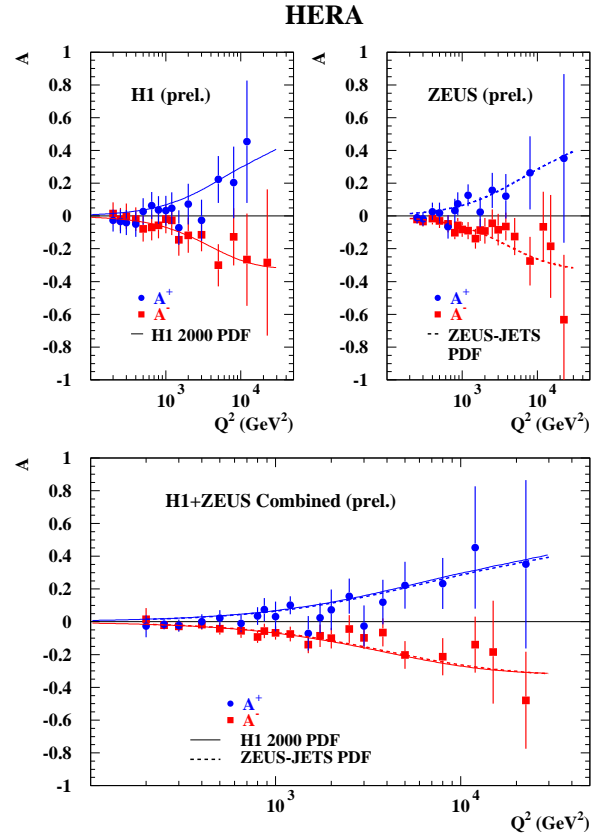 HERA
A
1
0.8
0.6
0.4
0.2
0
-0.2
-0.4
-0.6
-0.8
-1
H1 (prel.)
A⁺
A⁻
H1 2000 PDF
10³
10⁴
Q² (GeV²)
A
1
0.8
0.6
0.4
0.2
0
-0.2
-0.4
-0.6
-0.8
-1
ZEUS (prel.)
A⁺
A⁻
ZEUS-JETS
PDF
10³
10⁴
Q² (GeV²)
A
1
0.8
0.6
0.4
0.2
0
-0.2
-0.4
-0.6
-0.8
-1
H1+ZEUS Combined (prel.)
A⁺
A⁻
H1 2000 PDF
ZEUS-JETS PDF
10³
10⁴
Q² (GeV²)